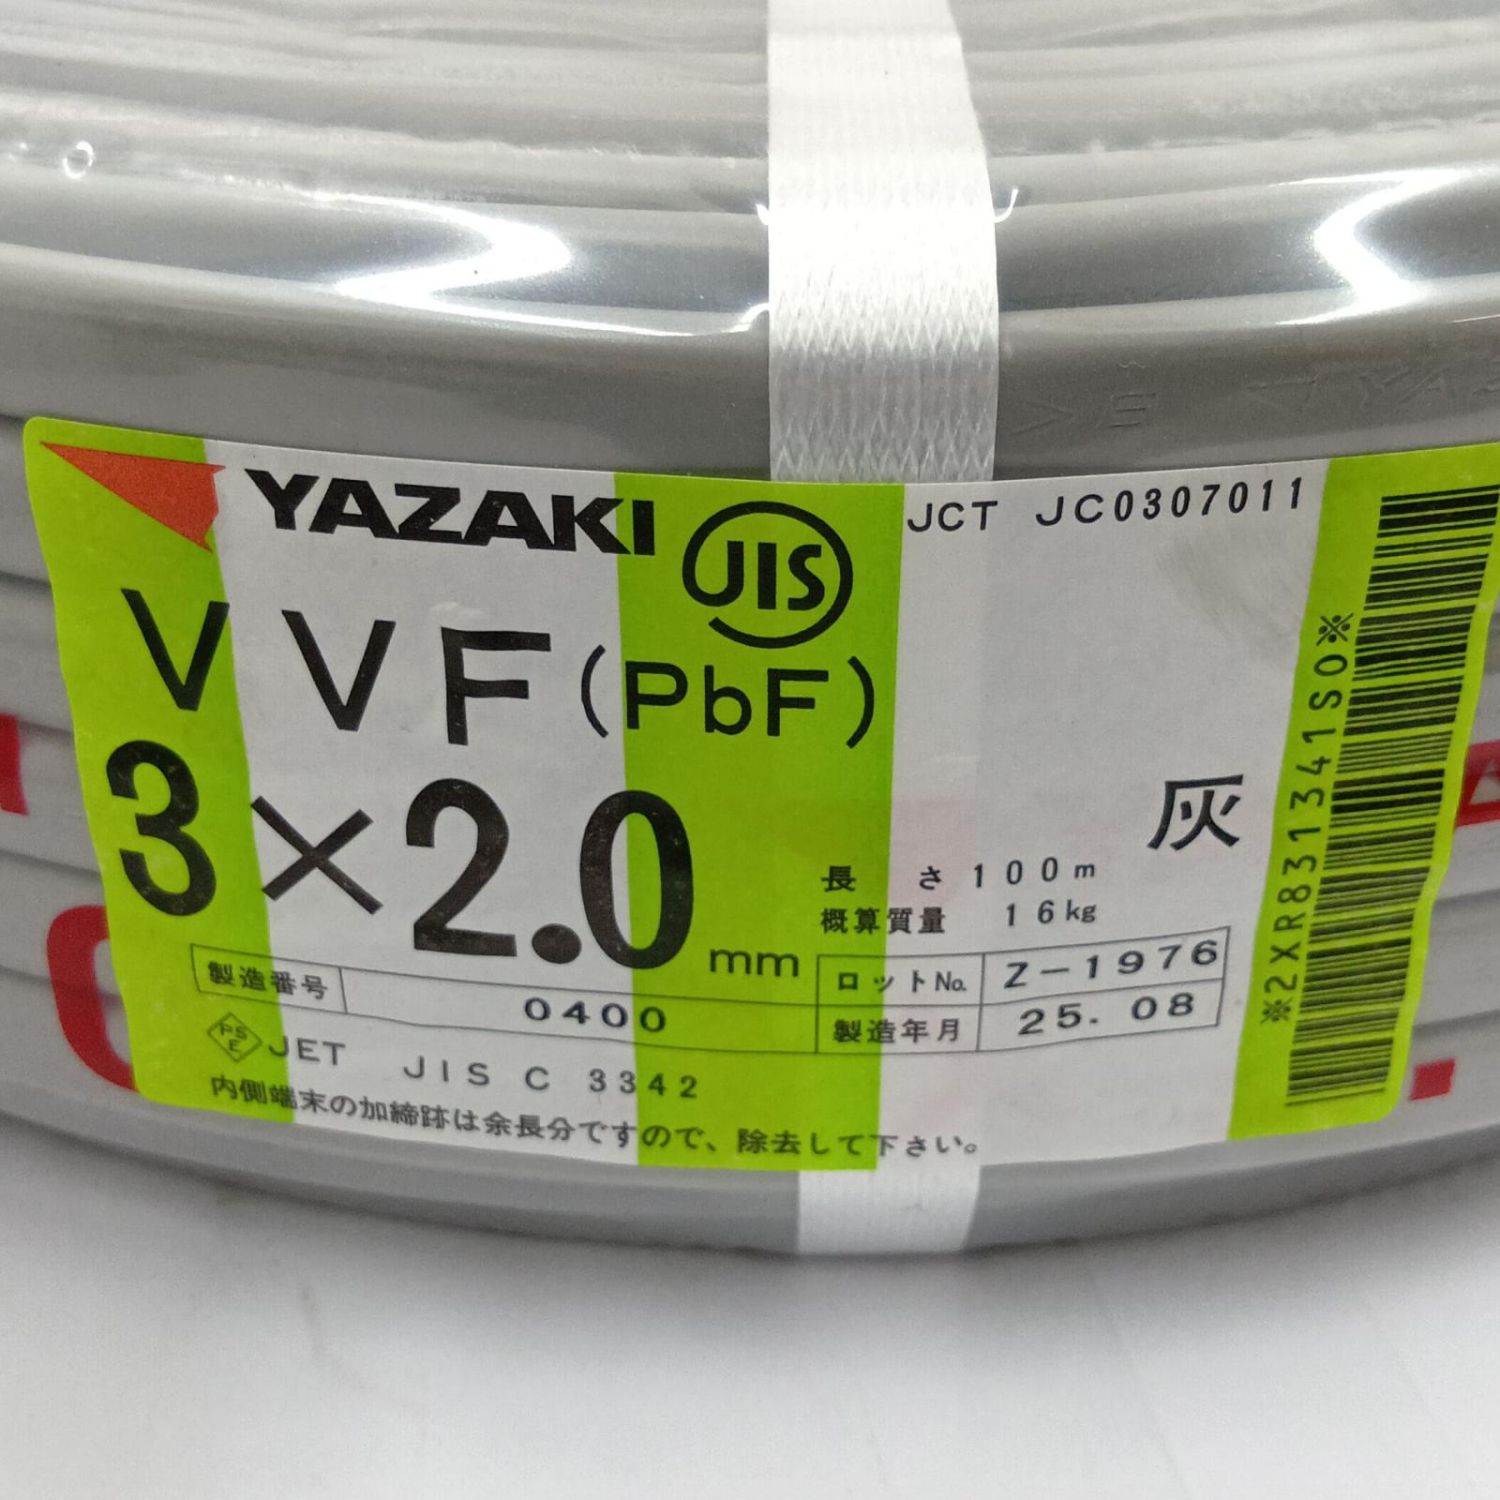 YAZAKI JIS JCT JC0307011
VVF(PbF)
3×2.0mm
灰
長さ 100m
概算質量 16kg
製造番号 0400
ロットNo. Z-1976
製造年月 25.08
PSE JET JIS C 3342
内側端末の加締跡は余長分ですので、除去して下さい。
※2XR831341S0※